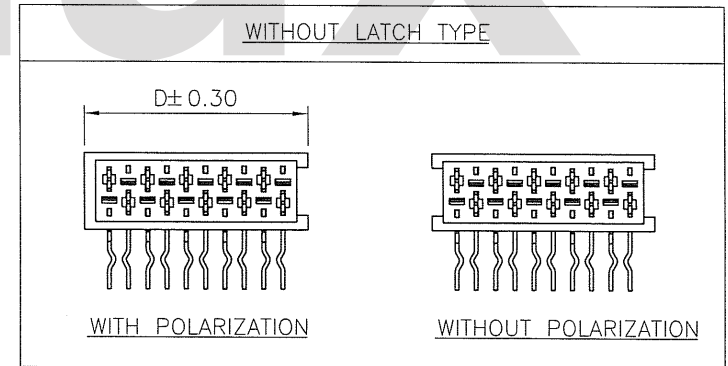 WITHOUT LATCH TYPE
D± 0.30
WITH POLARIZATION
WITHOUT POLARIZATION